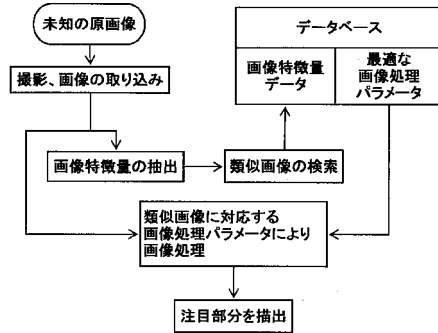 未知の原画像
撮影、画像の取り込み
データベース
画像特徴量
データ
最適な
画像処理
パラメータ
画像特徴量の抽出
類似画像の検索
類似画像に対応する
画像処理パラメータにより
画像処理
注目部分を描出